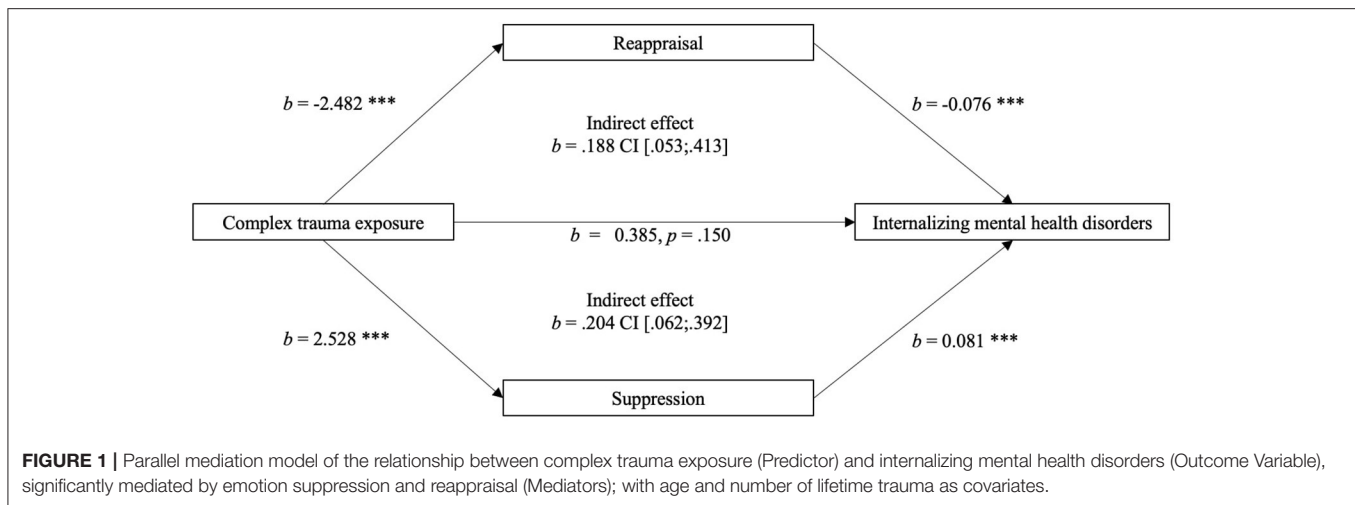 Reappraisal
b = -2.482 ***
b = -0.076 ***
Indirect effect
b = .188 CI [.053;.413]
Complex trauma exposure
Internalizing mental health disorders
b = 0.385, p = .150
Indirect effect
b = .204 CI [.062;.392]
b = 2.528 ***
b = 0.081 ***
Suppression
FIGURE 1 | Parallel mediation model of the relationship between complex trauma exposure (Predictor) and internalizing mental health disorders (Outcome Variable),
significantly mediated by emotion suppression and reappraisal (Mediators); with age and number of lifetime trauma as covariates.